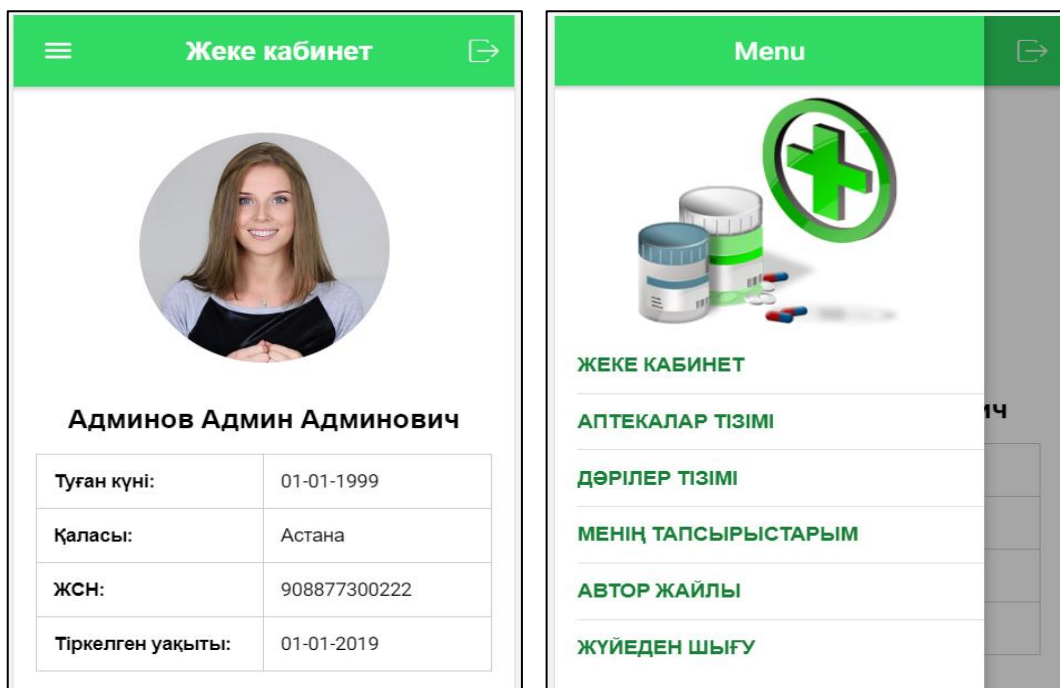 Жеке кабинет
Админов Админ Админович
Туған күні: 01-01-1999
Қаласы: Астана
ЖСН: 908877300222
Тіркелген уақыты: 01-01-2019
Menu
ЖЕКЕ КАБИНЕТ
АПТЕКАЛАР ТІЗІМІ
ДӘРІЛЕР ТІЗІМІ
МЕНІҢ ТАПСЫРЫСТАРЫМ
АВТОР ЖАЙЛЫ
ЖҮЙЕДЕН ШЫҒУ
ич